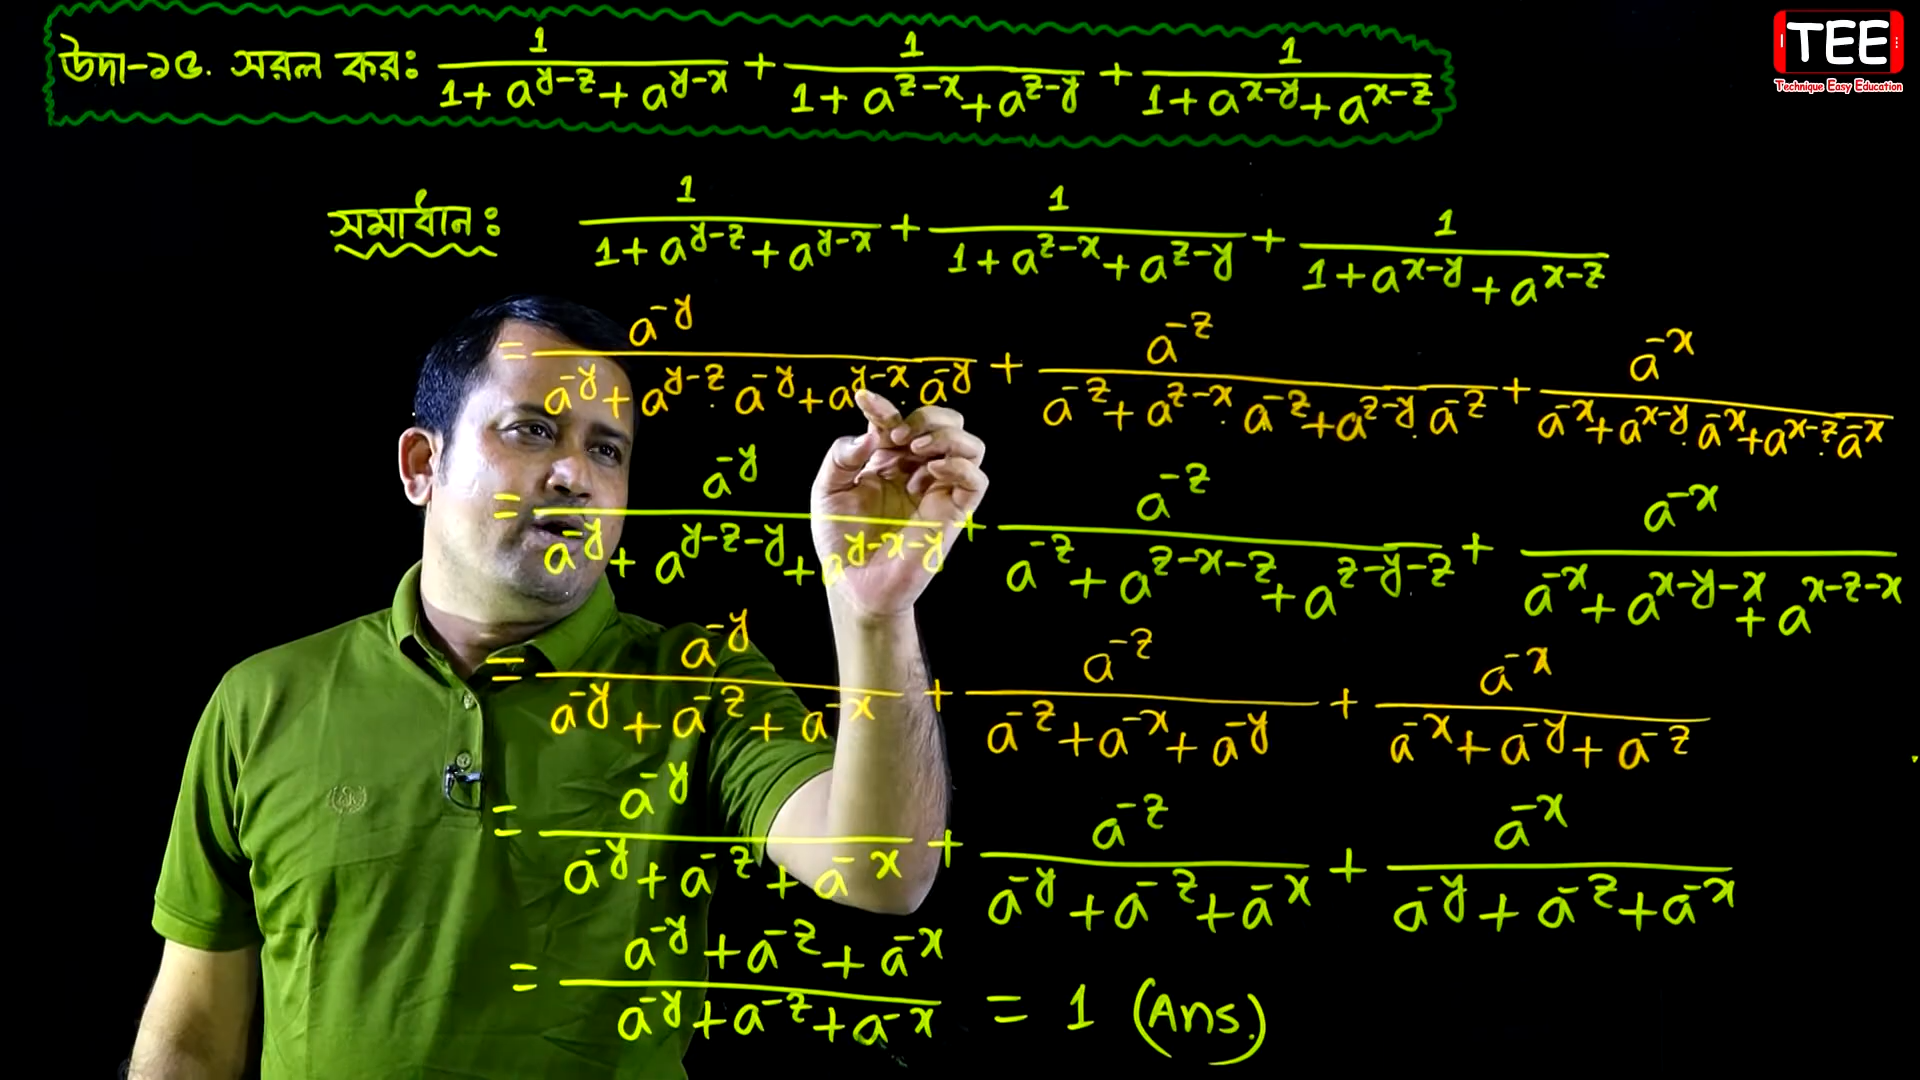 উদা-১৫. সরল কর: 1/(1+a^(y-z)+a^(y-x)) + 1/(1+a^(z-x)+a^(z-y)) + 1/(1+a^(x-y)+a^(x-z))
TEE
Technique Easy Education
সমাধান: 1/(1+a^(y-z)+a^(y-x)) + 1/(1+a^(z-x)+a^(z-y)) + 1/(1+a^(x-y)+a^(x-z))
= a^(-y)/(a^(-y)+a^(y-z).a^(-y)+a^(y-x).a^(-y)) + a^(-z)/(a^(-z)+a^(z-x).a^(-z)+a^(z-y).a^(-z)) + a^(-x)/(a^(-x)+a^(x-y).a^(-x)+a^(x-z).a^(-x))
= a^(-y)/(a^(-y)+a^(y-z-y)+a^(y-x-y)) + a^(-z)/(a^(-z)+a^(z-x-z)+a^(z-y-z)) + a^(-x)/(a^(-x)+a^(x-y-x)+a^(x-z-x))
= a^(-y)/(a^(-y)+a^(-z)+a^(-x)) + a^(-z)/(a^(-z)+a^(-x)+a^(-y)) + a^(-x)/(a^(-x)+a^(-y)+a^(-z))
= a^(-y)/(a^(-y)+a^(-z)+a^(-x)) + a^(-z)/(a^(-y)+a^(-z)+a^(-x)) + a^(-x)/(a^(-y)+a^(-z)+a^(-x))
= (a^(-y)+a^(-z)+a^(-x))/(a^(-y)+a^(-z)+a^(-x)) = 1 (Ans.)